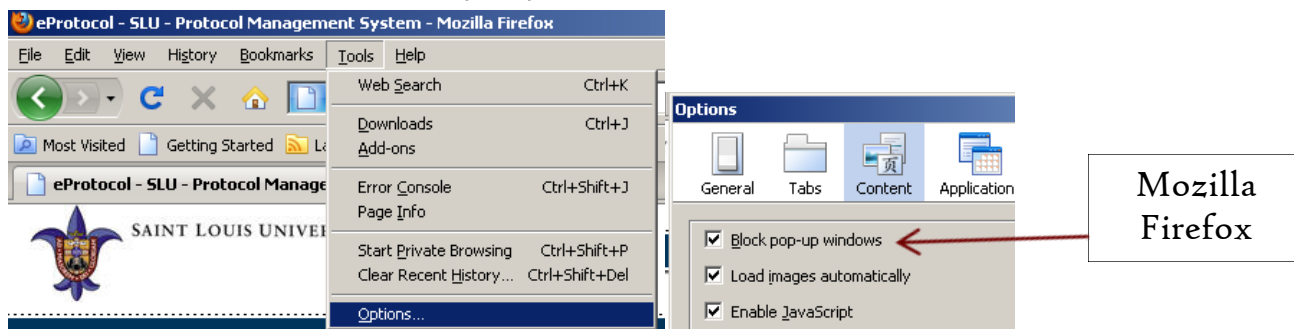 eProtocol - SLU - Protocol Management System - Mozilla Firefox
File Edit View History Bookmarks Tools Help
Web Search Ctrl+K
Downloads Ctrl+J
Add-ons
Error Console Ctrl+Shift+J
Page Info
Start Private Browsing Ctrl+Shift+P
Clear Recent History... Ctrl+Shift+Del
Options...
Most Visited Getting Started
eProtocol - SLU - Protocol Manage
SAINT LOUIS UNIVER
Options
General Tabs Content Application
页
Block pop-up windows
Load images automatically
Enable JavaScript
Mozilla
Firefox